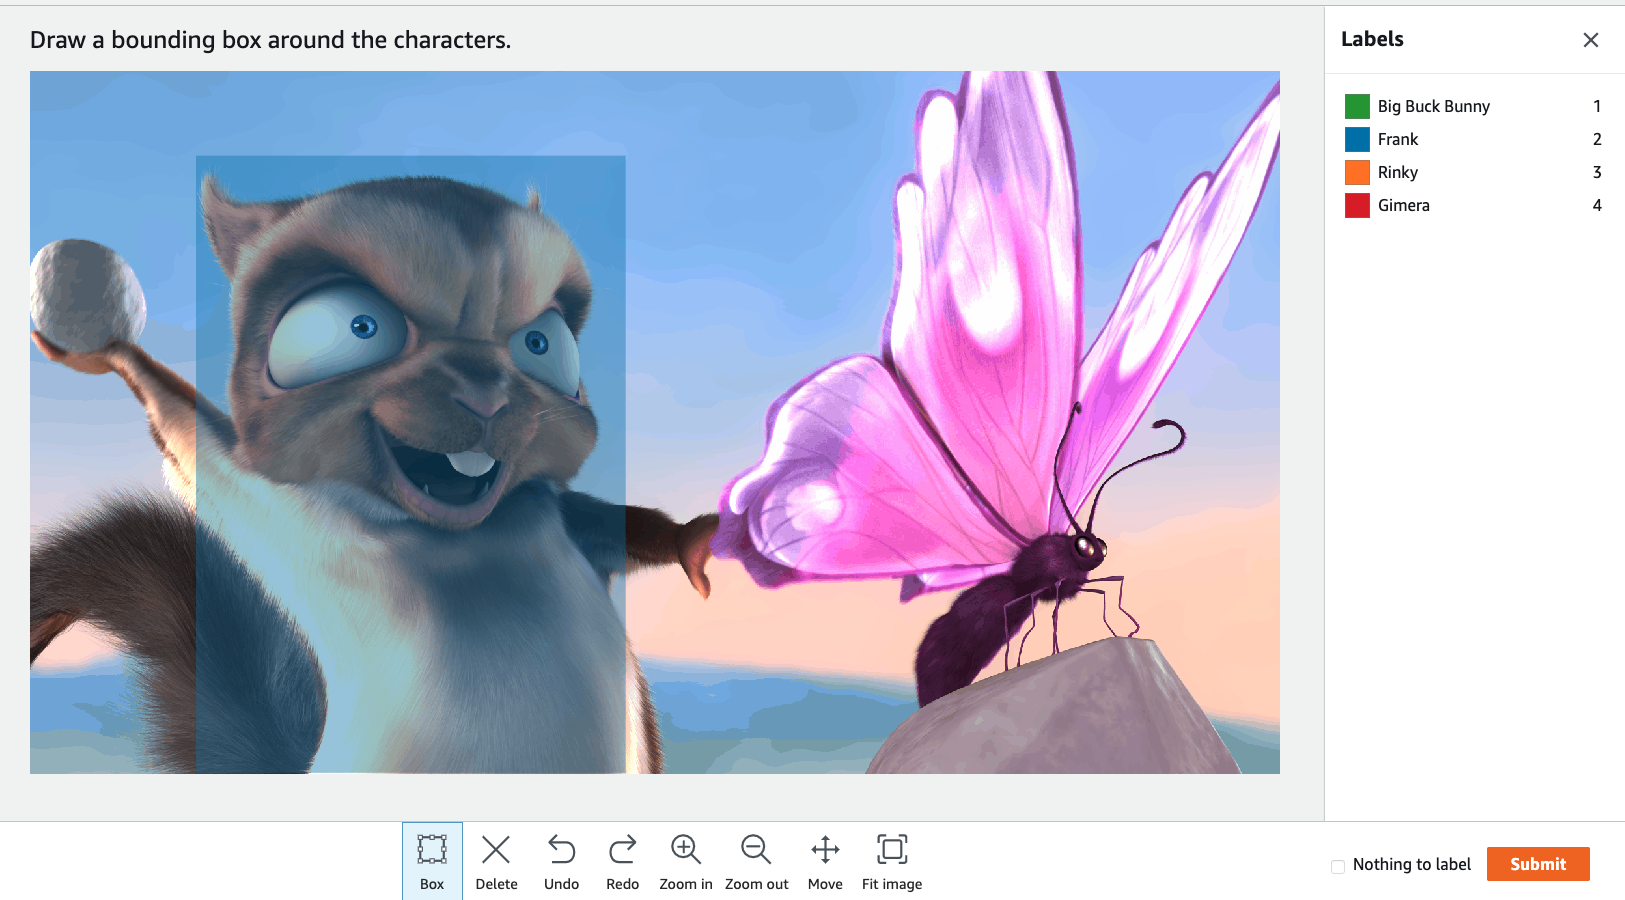 Draw a bounding box around the characters.
Labels
Big Buck Bunny 1
Frank 2
Rinky 3
Gimera 4
Box Delete Undo Redo Zoom in Zoom out Move Fit image
Nothing to label Submit